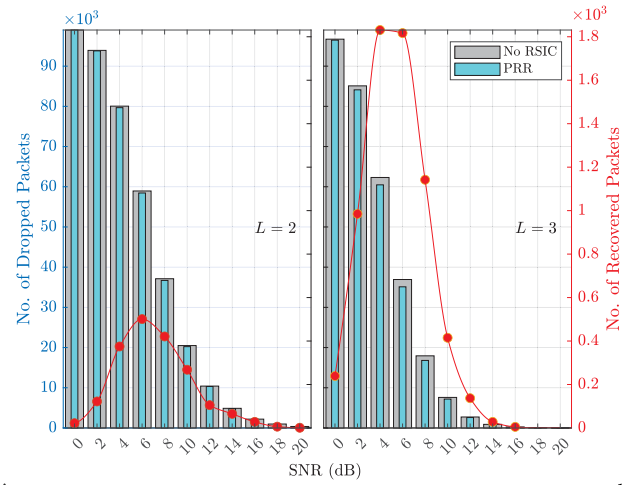 ×10³
×10³
No. of Dropped Packets
90
80
70
60
50
40
30
20
10
0
L = 2
No RSIC
PRR
L = 3
1.8
1.6
1.4
1.2
1
0.8
0.6
0.4
0.2
0
No. of Recovered Packets
0 2 4 6 8 10 12 14 16 18 20
0 2 4 6 8 10 12 14 16 18 20
SNR (dB)